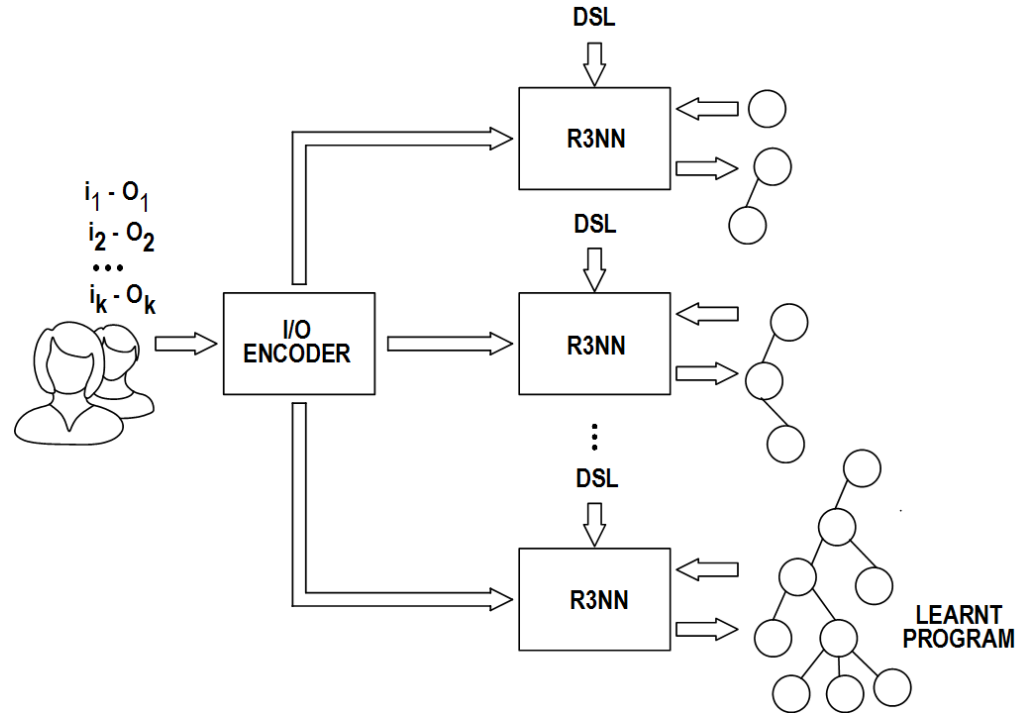 DSL
R3NN
i1 - O1
i2 - O2
...
ik - Ok
I/O
ENCODER
DSL
R3NN
...
DSL
R3NN
LEARNT
PROGRAM